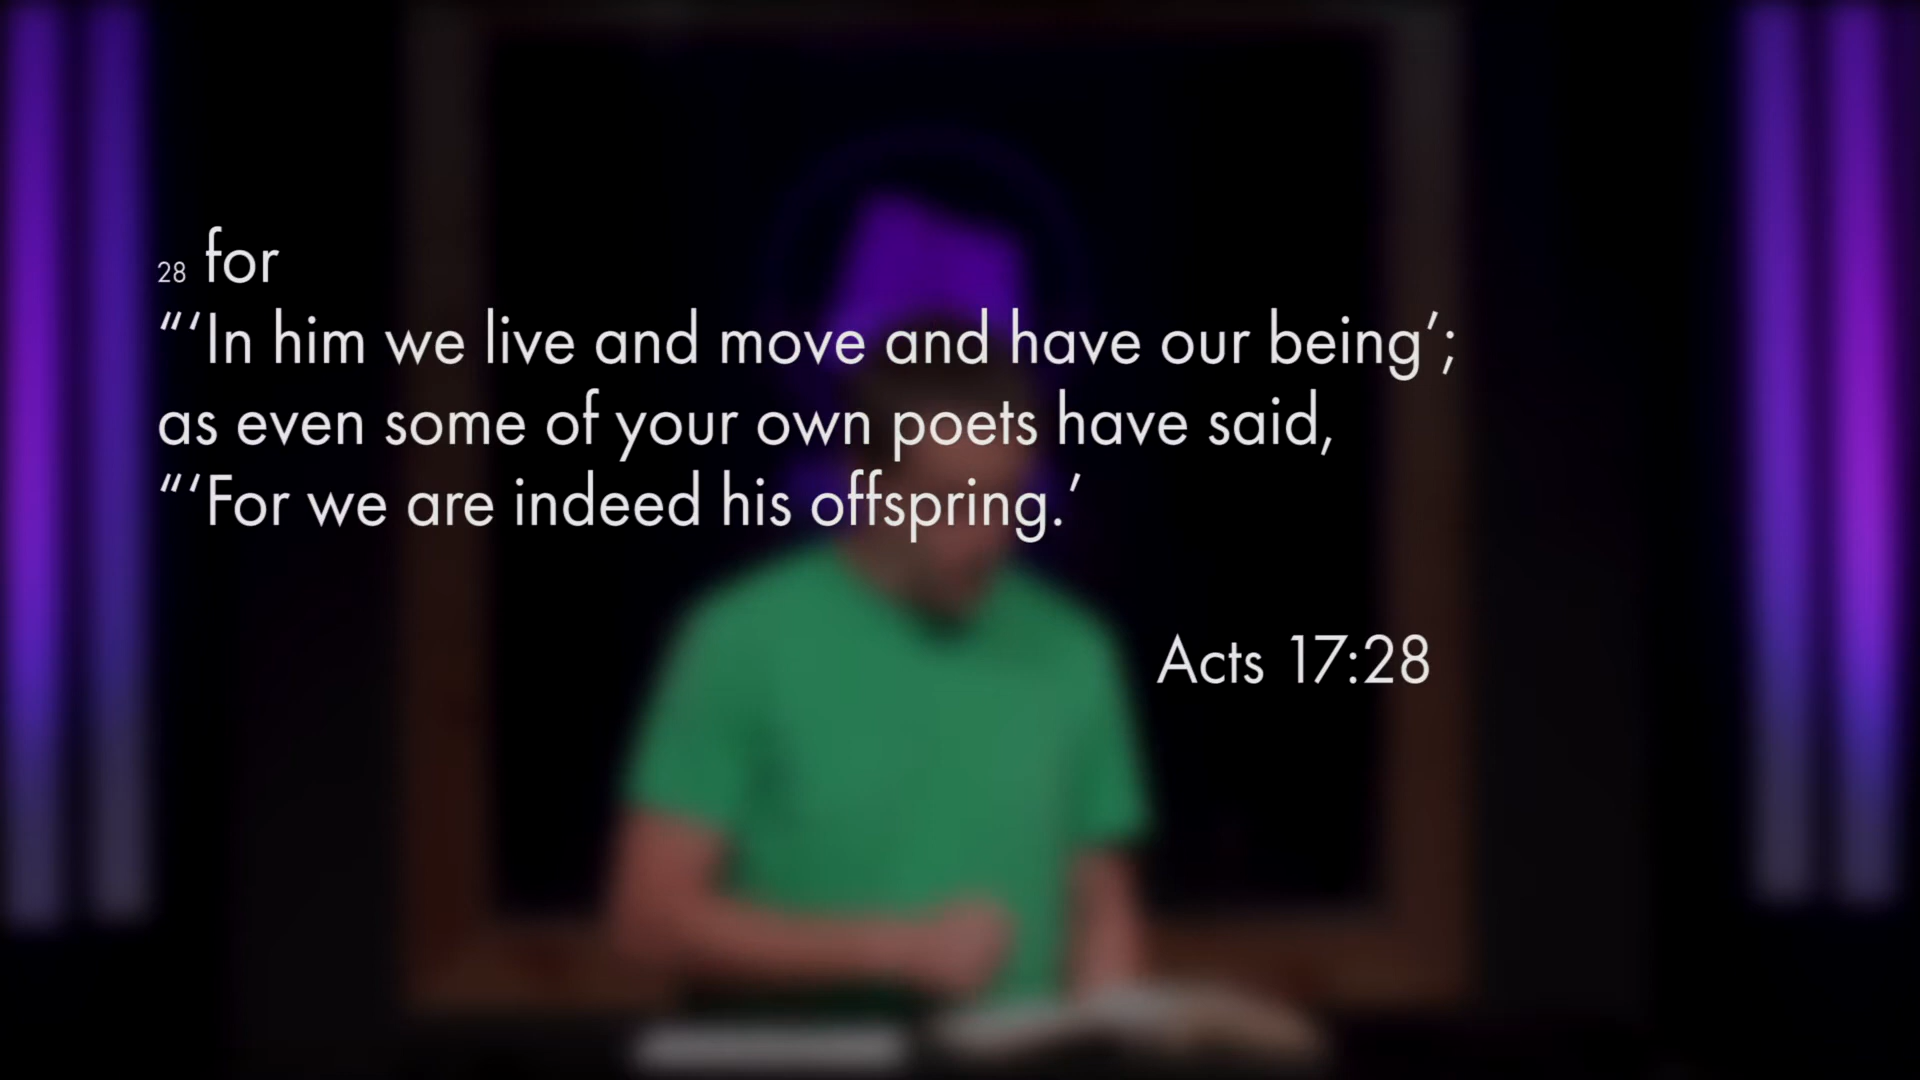 28 for
“‘In him we live and move and have our being’;
as even some of your own poets have said,
“‘For we are indeed his offspring.’
Acts 17:28